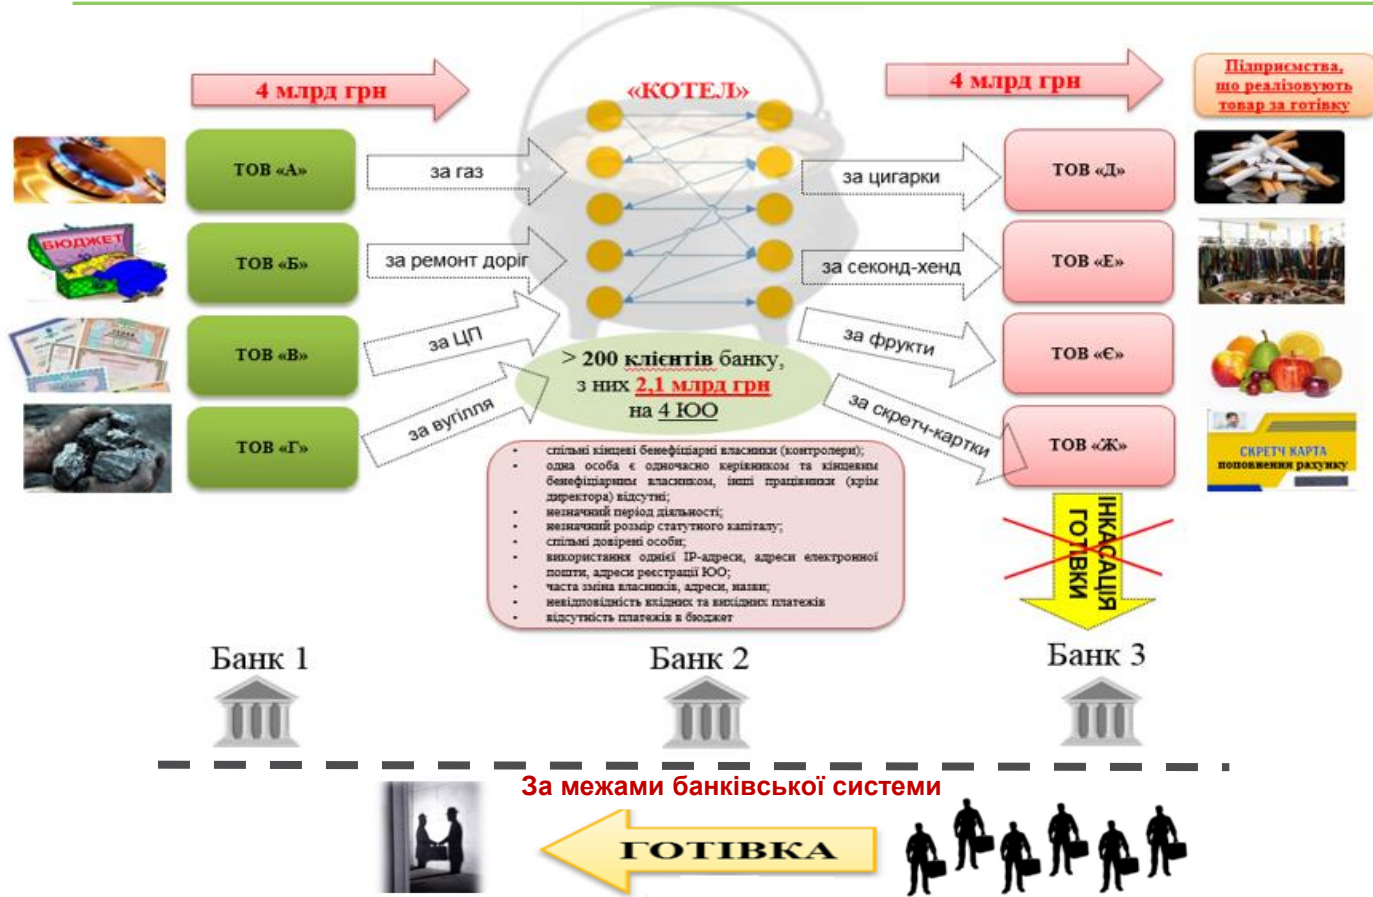 4 млрд грн
«КОТЕЛ»
4 млрд грн
Підприємства,
що реалізовують
товар за готівку
ТОВ «А»
за газ
за цигарки
ТОВ «Д»
БЮДЖЕТ
ТОВ «Б»
за ремонт доріг
за секонд-хенд
ТОВ «Е»
ТОВ «В»
за ЦП
за фрукти
ТОВ «Є»
> 200 клієнтів банку,
з них 2,1 млрд грн
на 4 ЮО
ТОВ «Г»
за вугілля
за скретч-картки
ТОВ «Ж»
СКРЕТЧ КАРТА
поповнення рахунку
• спільні кінцеві бенефіціарні власники (контролери);
• одна особа є одночасно керівником та кінцевим
бенефіціарним власником, інші працівники (крім
директора) відсутні;
• незначний період діяльності;
• незначний розмір статутного капіталу;
• спільні довірені особи;
• використання однієї IP-адреси, адреси електронної
пошти, адреси реєстрації ЮО;
• часта зміна власників, адреси, назви;
• невідповідність вхідних та вихідних платежів
• відсутність платежів в бюджет
ІНКАСАЦІЯ
ГОТІВКИ
Банк 1
Банк 2
Банк 3
За межами банківської системи
ГОТІВКА